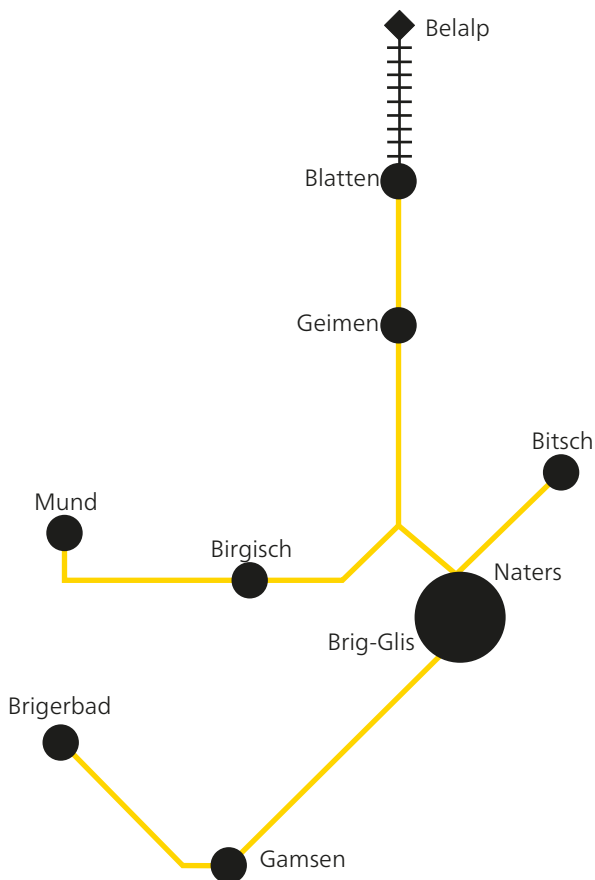 Belalp
Blatten
Geimen
Bitsch
Mund
Birgisch
Naters
Brig-Glis
Brigerbad
Gamsen